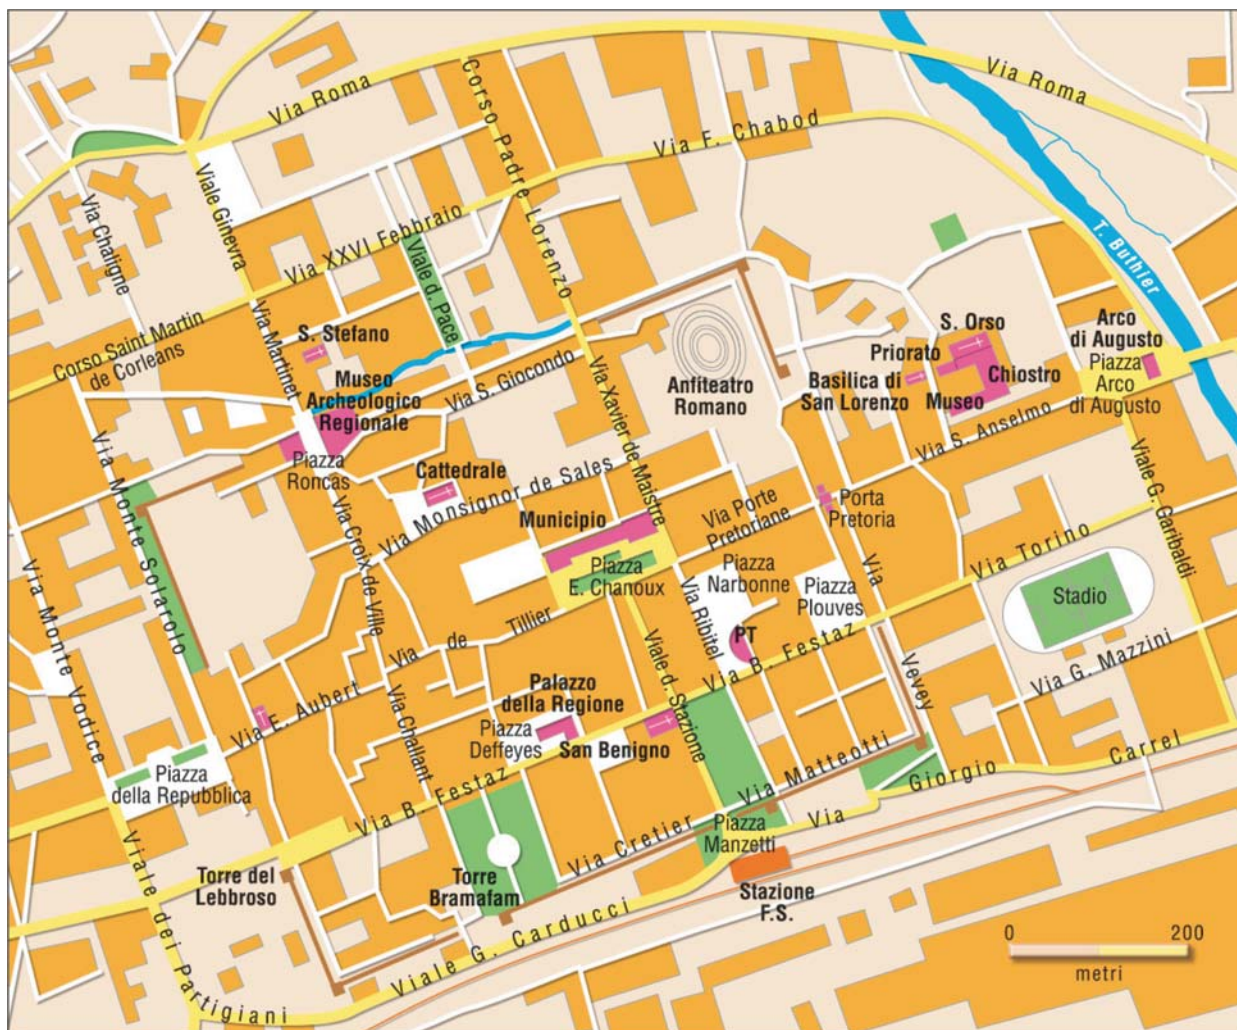 Via Roma
Corso Padre Lorenzo
Via F. Chabod
Via Roma
Via Chaligne
Viale Ginevra
Via XXVI Febbraio
Viale d. Pace
T. Buthier
Corso Saint Martin
de Corleans
Via Martinet
S. Stefano
Museo
Archeologico
Regionale
Via S. Giocondo
Via Xavier de Maistre
Anfiteatro
Romano
Basilica di
San Lorenzo
Priorato
S. Orso
Chiostro
Museo
Arco
di Augusto
Piazza
Arco
di Augusto
Via S. Anselmo
Piazza
Roncas
Cattedrale
Via Monsignor de Sales
Via Monte Solarolo
Via Croix de Ville
Municipio
Piazza
E. Chanoux
Via Porte
Pretoriane
Porta
Pretoria
Viale G. Garibaldi
Via Monte Vodice
Via de Tillier
Via Ribitel
Piazza
Narbonne
Piazza
Plouves
PT
Via Vevey
Via Torino
Stadio
Via G. Mazzini
Via E. Aubert
Via Challant
Palazzo
della Regione
Piazza
Deffeyes
San Benigno
Viale d. Stazione
Via B. Festaz
Piazza
della Repubblica
Via B. Festaz
Via Cretier
Via Matteotti
Piazza
Manzetti
Via Giorgio Carrel
Torre del
Lebbroso
Torre
Bramafam
Stazione
F.S.
Viale dei Partigiani
Viale G. Carducci
0 200
metri